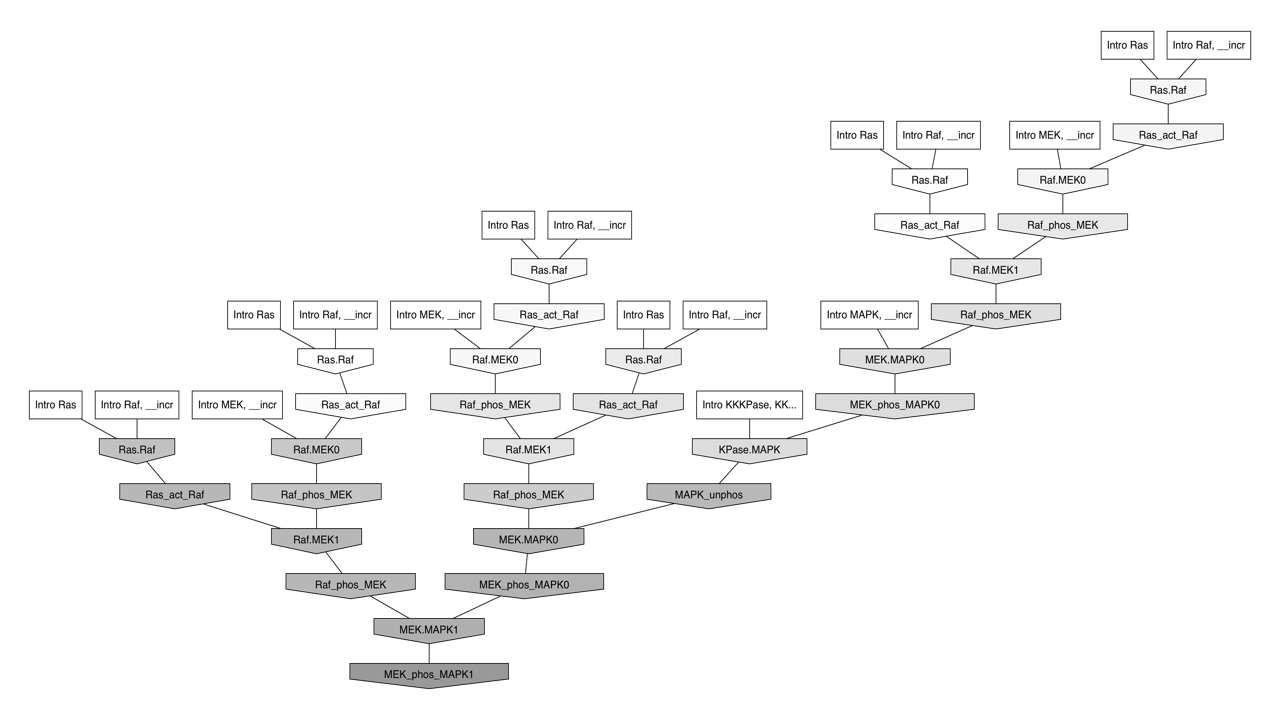 Intro Ras
Intro Raf, __incr
Ras.Raf
Intro Ras
Intro Raf, __incr
Intro MEK, __incr
Ras_act_Raf
Ras.Raf
Raf.MEK0
Intro Ras
Intro Raf, __incr
Ras_act_Raf
Raf_phos_MEK
Ras.Raf
Raf.MEK1
Intro Ras
Intro Raf, __incr
Intro MEK, __incr
Ras_act_Raf
Intro Ras
Intro Raf, __incr
Intro MAPK, __incr
Raf_phos_MEK
Ras.Raf
Raf.MEK0
Ras.Raf
MEK.MAPK0
Intro Ras
Intro Raf, __incr
Intro MEK, __incr
Ras_act_Raf
Raf_phos_MEK
Ras_act_Raf
Intro KKKPase, KK...
MEK_phos_MAPK0
Ras.Raf
Raf.MEK0
Raf.MEK1
KPase.MAPK
Ras_act_Raf
Raf_phos_MEK
Raf_phos_MEK
MAPK_unphos
Raf.MEK1
MEK.MAPK0
Raf_phos_MEK
MEK_phos_MAPK0
MEK.MAPK1
MEK_phos_MAPK1